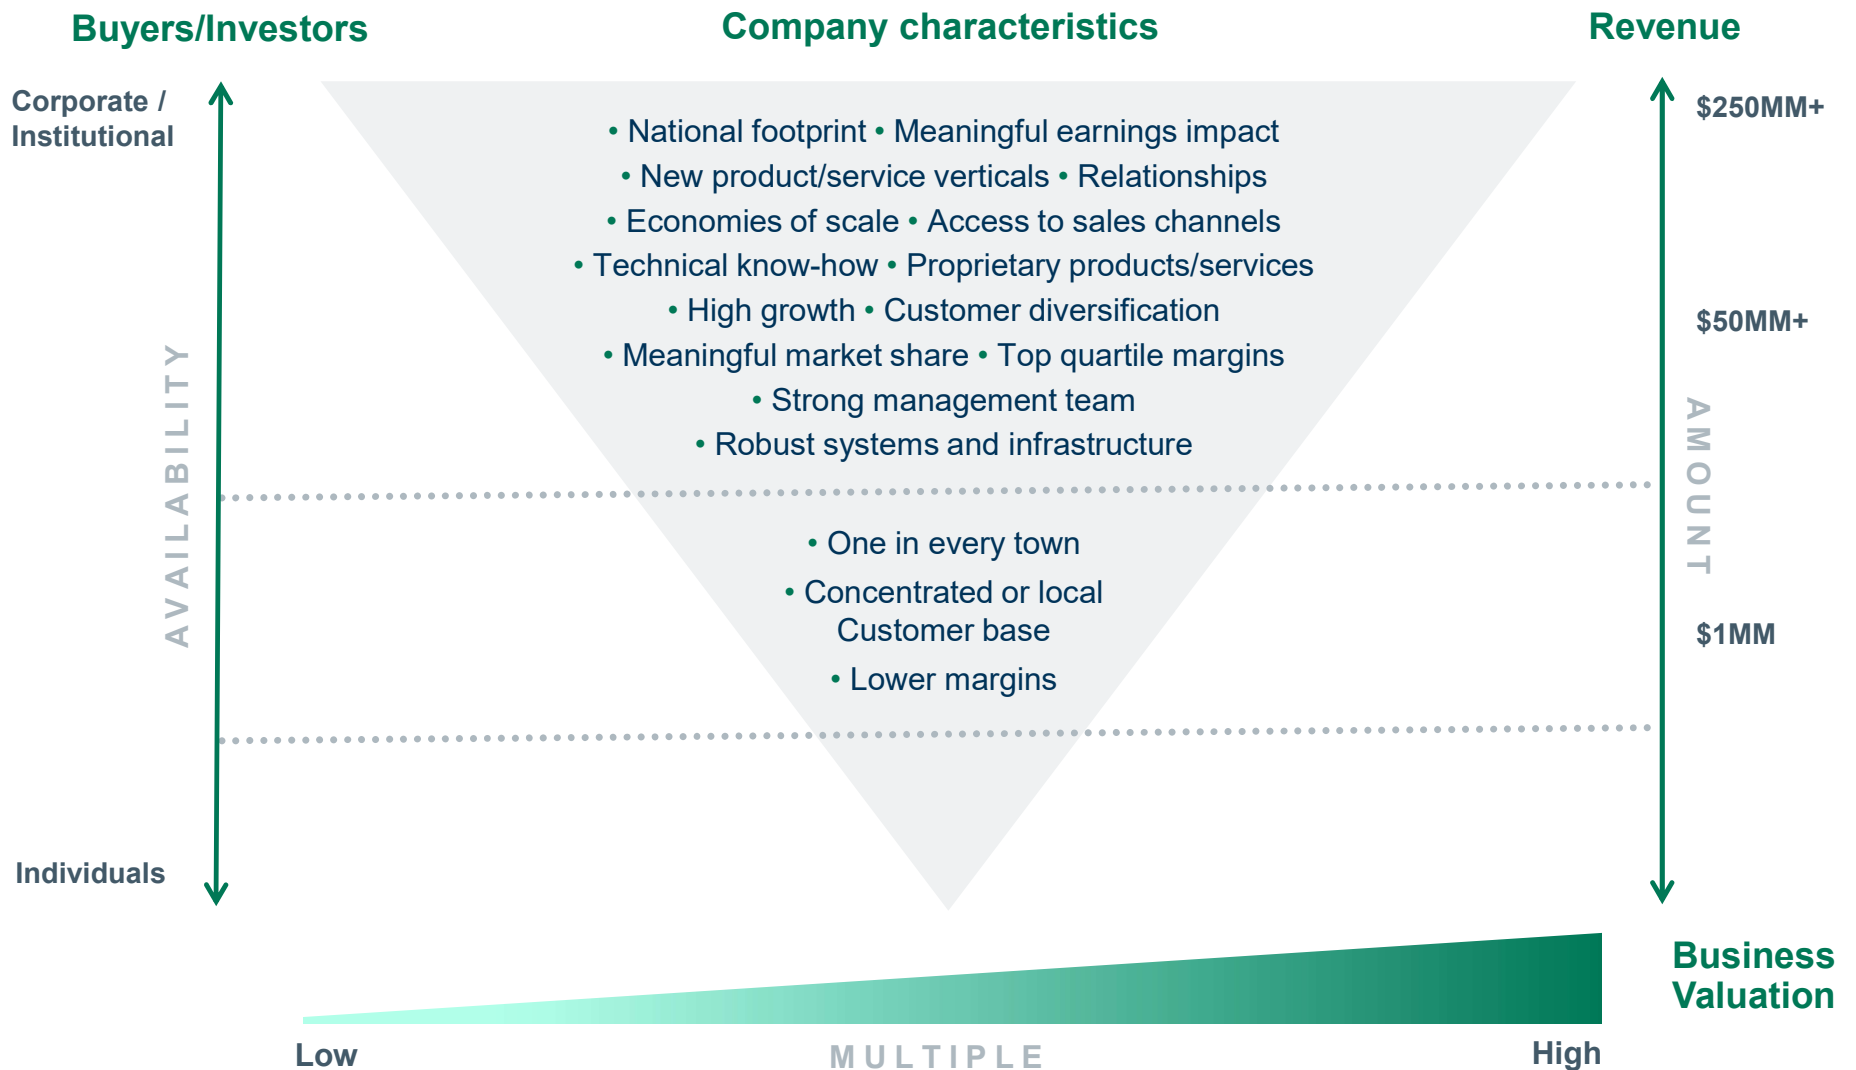 Buyers/Investors
Company characteristics
Revenue
Corporate /
Institutional
$250MM+
• National footprint • Meaningful earnings impact
• New product/service verticals • Relationships
• Economies of scale • Access to sales channels
• Technical know-how • Proprietary products/services
• High growth • Customer diversification
$50MM+
• Meaningful market share • Top quartile margins
• Strong management team
• Robust systems and infrastructure
AVAILABILITY
AMOUNT
• One in every town
• Concentrated or local
Customer base
$1MM
• Lower margins
Individuals
Business
Valuation
Low
MULTIPLE
High